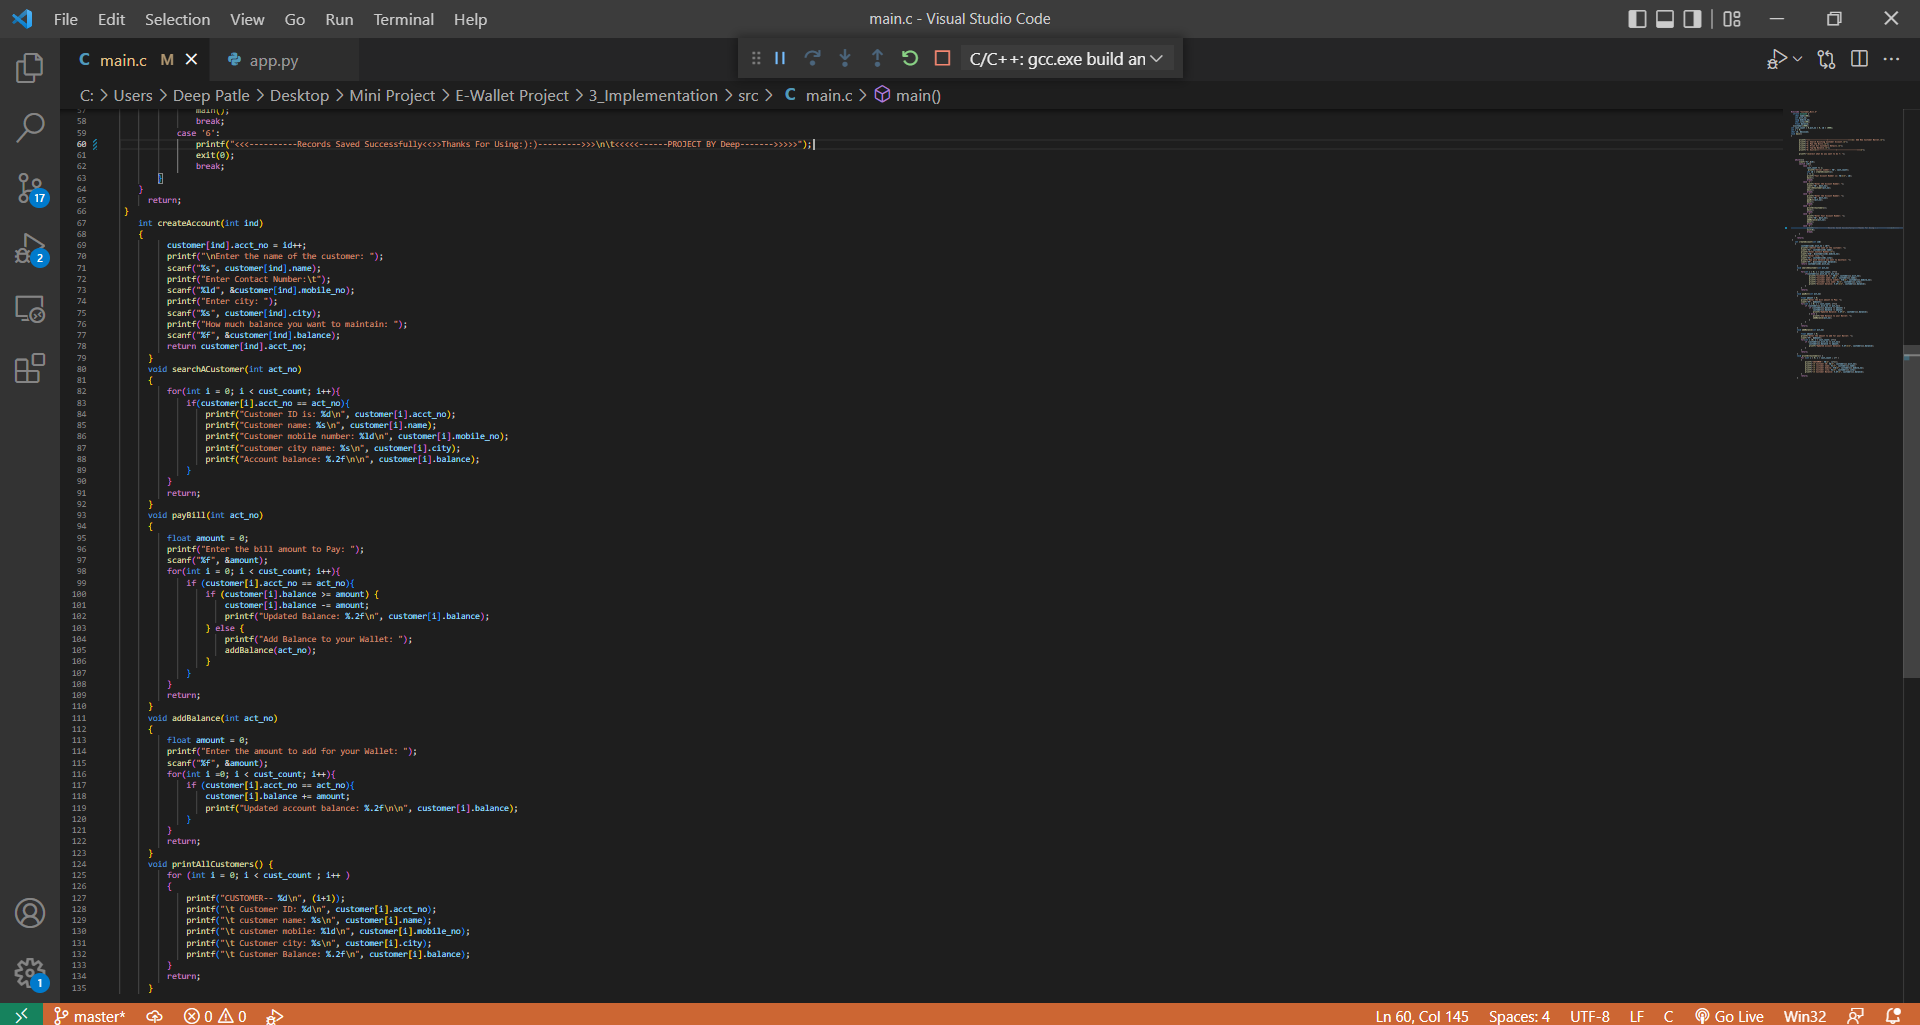 File Edit Selection View Go Run Terminal Help
main.c - Visual Studio Code
C main.c M
app.py
C/C++: gcc.exe build an
C: > Users > Deep Patle > Desktop > Mini Project > E-Wallet Project > 3_Implementation > src > C main.c > main()
57 main();
58 break;
59 case '6':
60 printf("<<<----------Records Saved Successfully<<>>Thanks For Using:):)--------->>>\n\t<<<<<------PROJECT BY Deep------->>>>>");
61 exit(0);
62 break;
63 }
64 }
65 return;
66 }
67 int createAccount(int ind)
68 {
69 customer[ind].acct_no = id++;
70 printf("\nEnter the name of the customer: ");
71 scanf("%s", customer[ind].name);
72 printf("Enter Contact Number:\t");
73 scanf("%ld", &customer[ind].mobile_no);
74 printf("Enter city: ");
75 scanf("%s", customer[ind].city);
76 printf("How much balance you want to maintain: ");
77 scanf("%f", &customer[ind].balance);
78 return customer[ind].acct_no;
79 }
80 void searchACustomer(int act_no)
81 {
82 for(int i = 0; i < cust_count; i++){
83 if(customer[i].acct_no == act_no){
84 printf("Customer ID is: %d\n", customer[i].acct_no);
85 printf("Customer name: %s\n", customer[i].name);
86 printf("Customer mobile number: %ld\n", customer[i].mobile_no);
87 printf("customer city name: %s\n", customer[i].city);
88 printf("Account balance: %.2f\n\n", customer[i].balance);
89 }
90 }
91 return;
92 }
93 void payBill(int act_no)
94 {
95 float amount = 0;
96 printf("Enter the bill amount to Pay: ");
97 scanf("%f", &amount);
98 for(int i = 0; i < cust_count; i++){
99 if (customer[i].acct_no == act_no){
100 if (customer[i].balance >= amount) {
101 customer[i].balance -= amount;
102 printf("Updated Balance: %.2f\n", customer[i].balance);
103 } else {
104 printf("Add Balance to your Wallet: ");
105 addBalance(act_no);
106 }
107 }
108 }
109 return;
110 }
111 void addBalance(int act_no)
112 {
113 float amount = 0;
114 printf("Enter the amount to add for your Wallet: ");
115 scanf("%f", &amount);
116 for(int i =0; i < cust_count; i++){
117 if (customer[i].acct_no == act_no){
118 customer[i].balance += amount;
119 printf("Updated account balance: %.2f\n\n", customer[i].balance);
120 }
121 }
122 return;
123 }
124 void printAllCustomers() {
125 for (int i = 0; i < cust_count ; i++ )
126 {
127 printf("CUSTOMER-- %d\n", (i+1));
128 printf("\t Customer ID: %d\n", customer[i].acct_no);
129 printf("\t customer name: %s\n", customer[i].name);
130 printf("\t customer mobile: %ld\n", customer[i].mobile_no);
131 printf("\t Customer city: %s\n", customer[i].city);
132 printf("\t Customer Balance: %.2f\n", customer[i].balance);
133 }
134 return;
135 }
17
2
1
master* 0 0
Ln 60, Col 145 Spaces: 4 UTF-8 LF C Go Live Win32